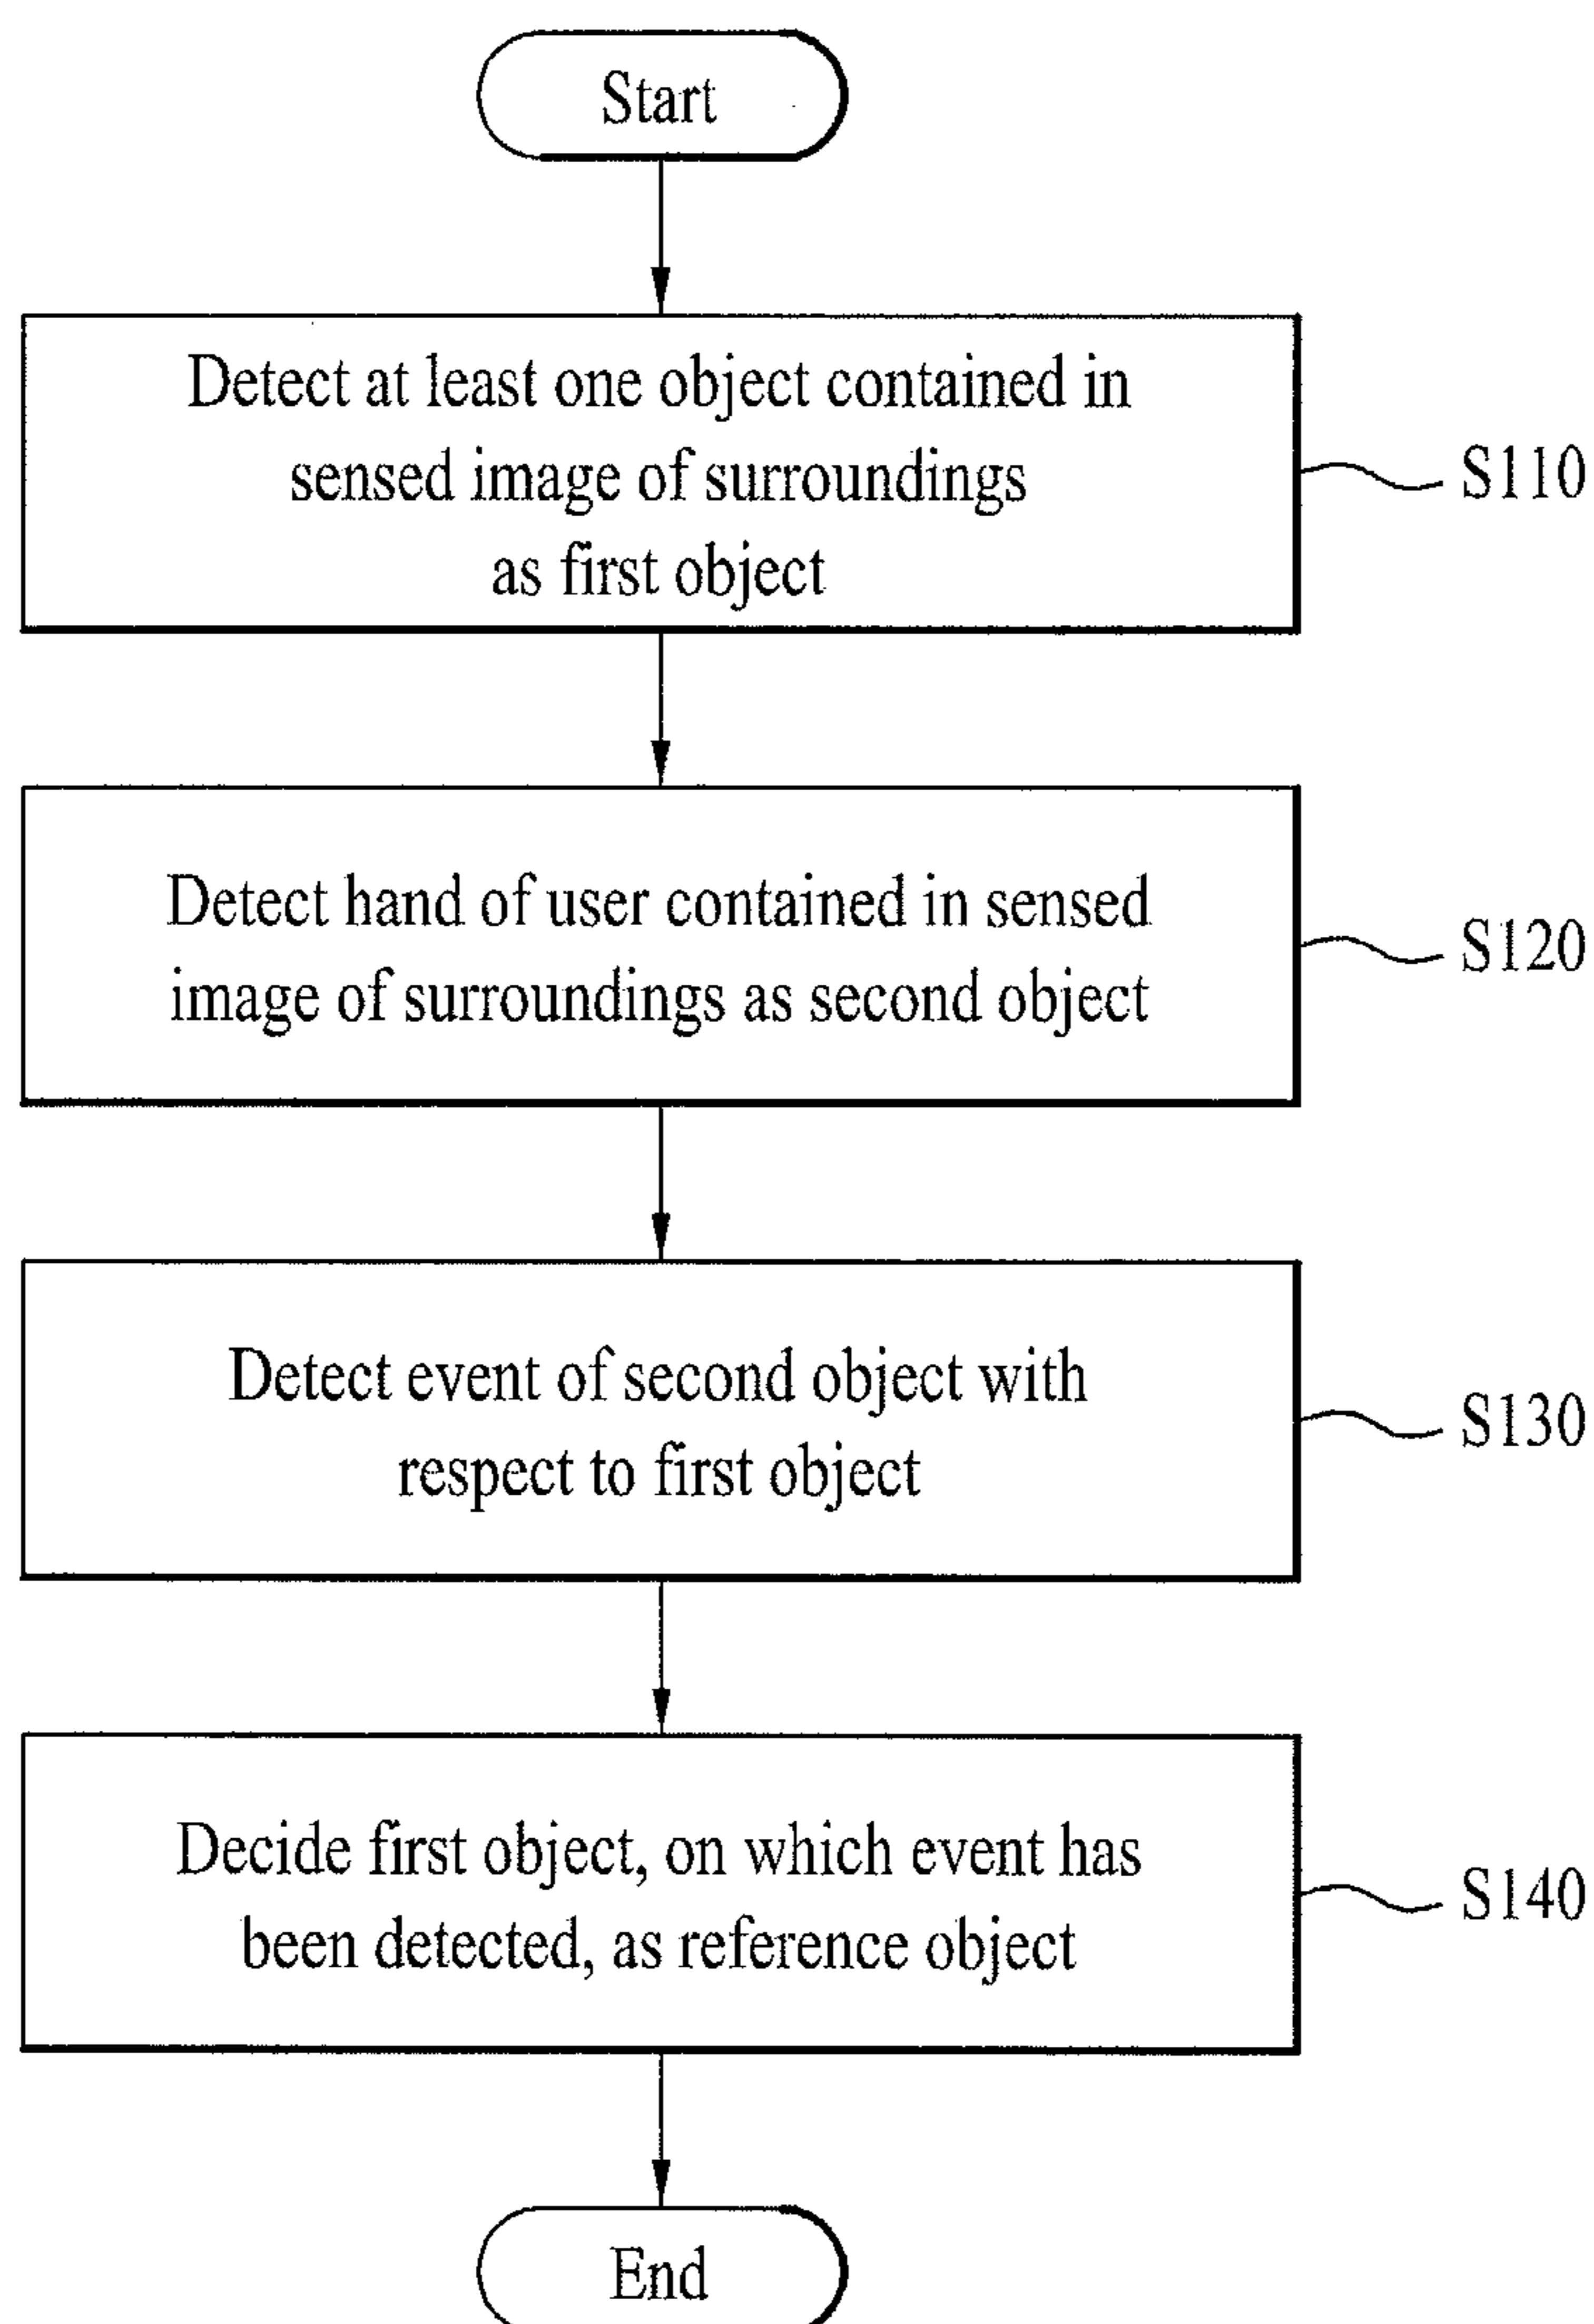 Start
Detect at least one object contained in
sensed image of surroundings
as first object
S110
Detect hand of user contained in sensed
image of surroundings as second object
S120
Detect event of second object with
respect to first object
S130
Decide first object, on which event has
been detected, as reference object
S140
End